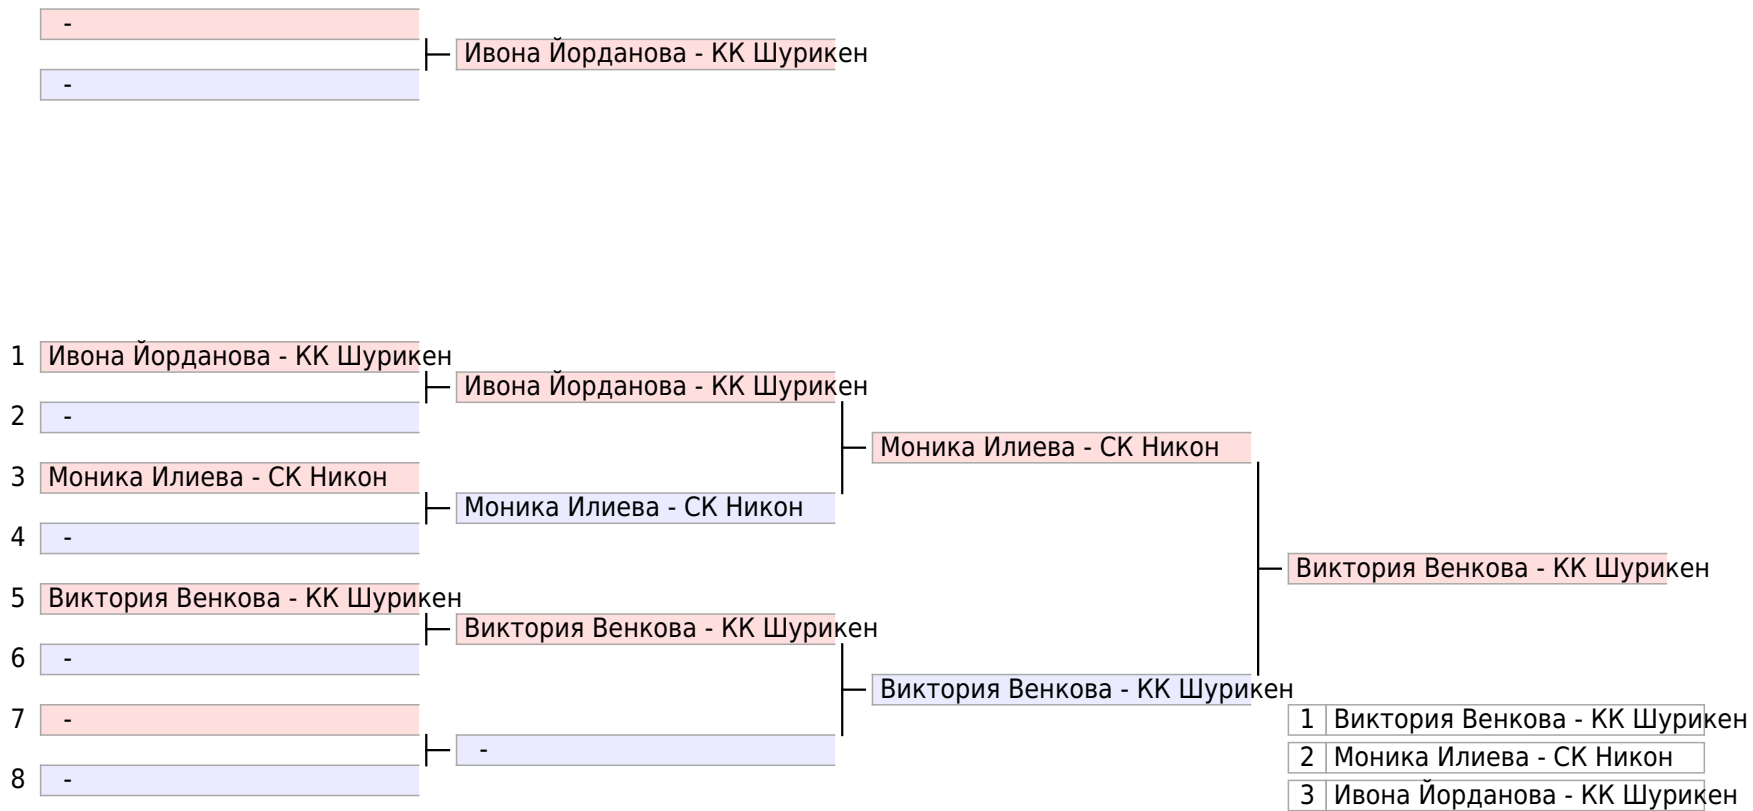 -
Ивона Йорданова - КК Шурикен
-
1 Ивона Йорданова - КК Шурикен
Ивона Йорданова - КК Шурикен
2 -
Моника Илиева - СК Никон
3 Моника Илиева - СК Никон
Моника Илиева - СК Никон
4 -
Виктория Венкова - КК Шурикен
5 Виктория Венкова - КК Шурикен
Виктория Венкова - КК Шурикен
6 -
Виктория Венкова - КК Шурикен
7 -
-
8 -
1 Виктория Венкова - КК Шурикен
2 Моника Илиева - СК Никон
3 Ивона Йорданова - КК Шурикен